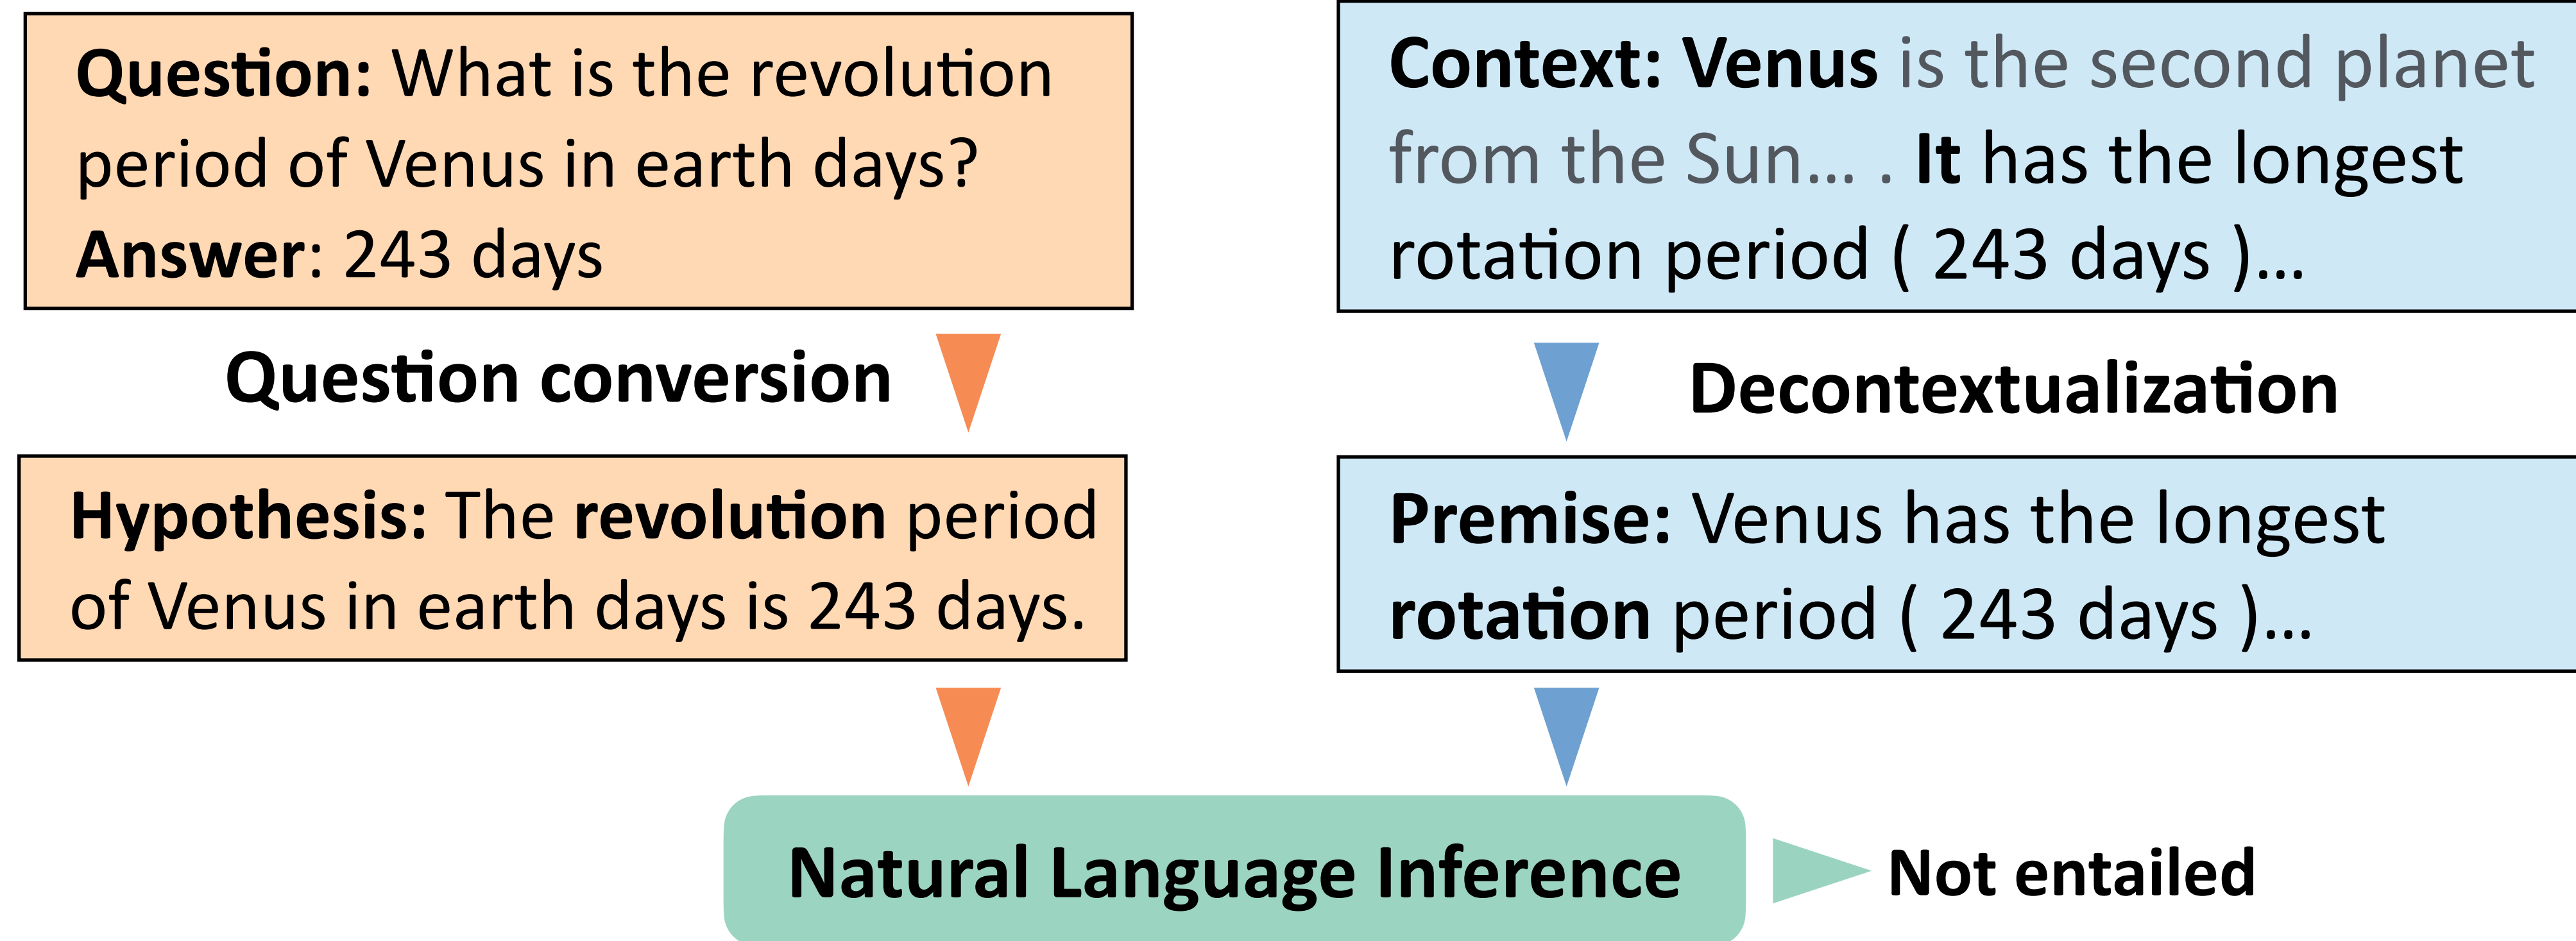 Question: What is the revolution
period of Venus in earth days?
Answer: 243 days
Context: Venus is the second planet
from the Sun... . It has the longest
rotation period ( 243 days )...
Question conversion
Decontextualization
Hypothesis: The revolution period
of Venus in earth days is 243 days.
Premise: Venus has the longest
rotation period ( 243 days )...
Natural Language Inference
Not entailed